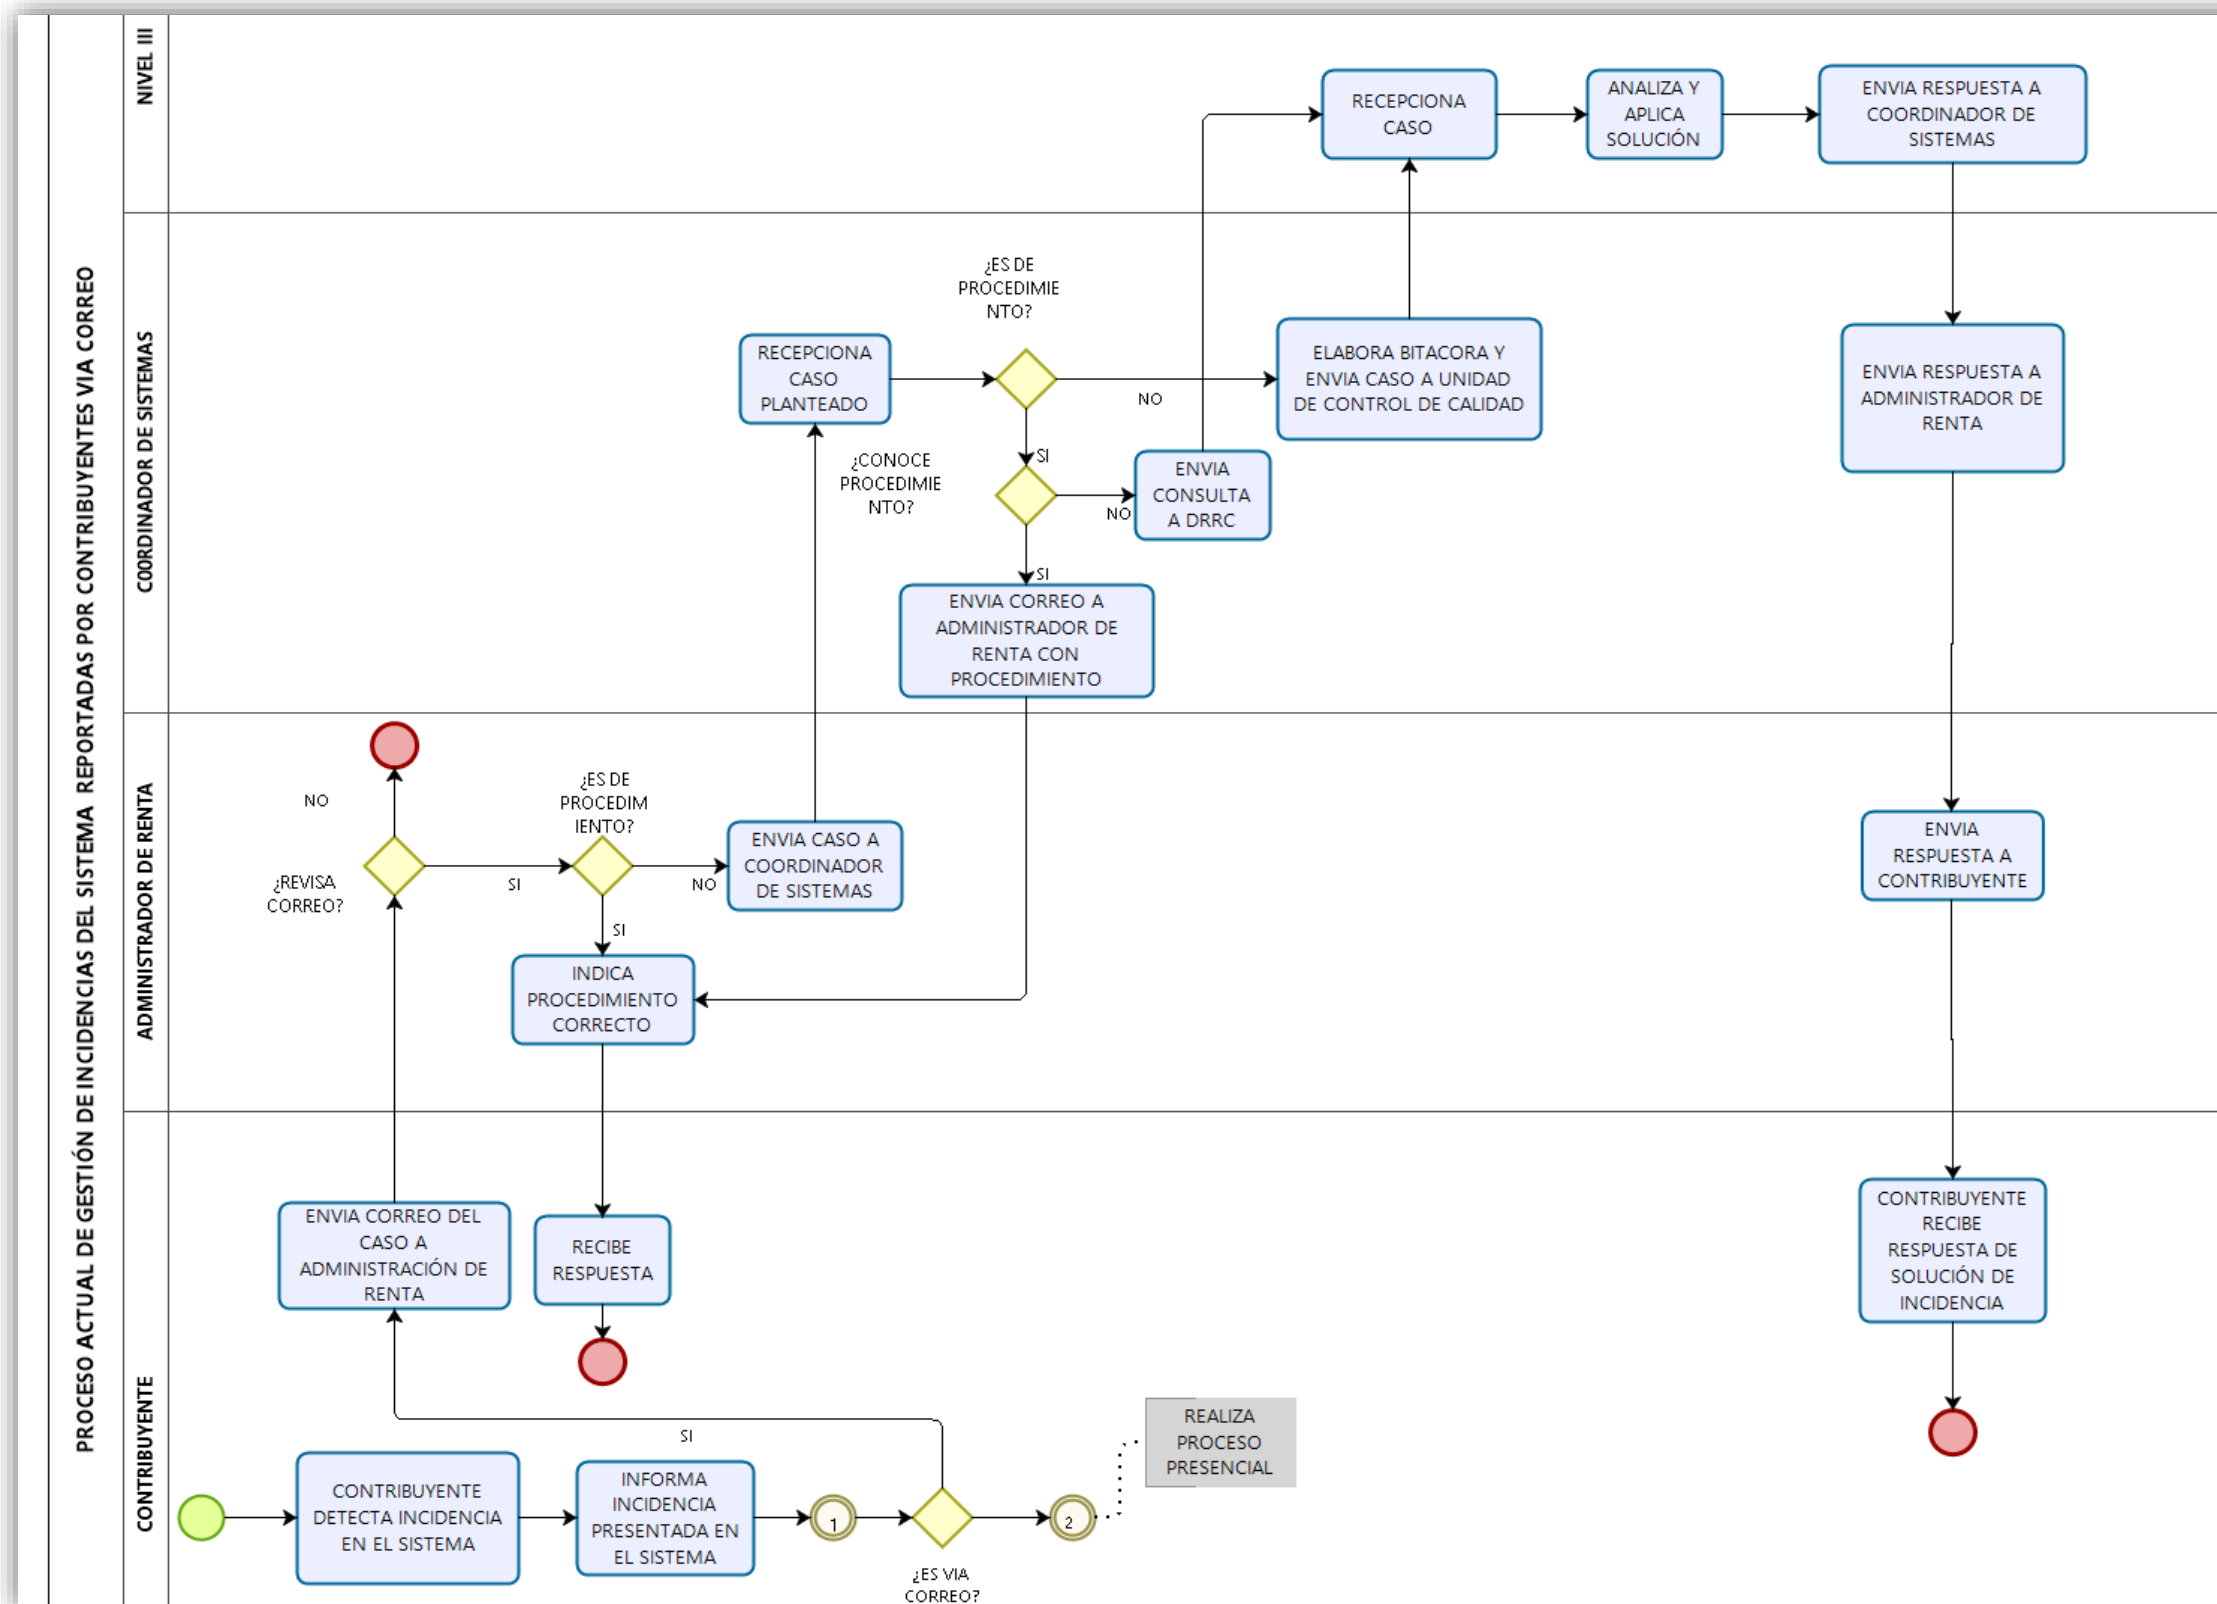 PROCESO ACTUAL DE GESTIÓN DE INCIDENCIAS DEL SISTEMA REPORTADAS POR CONTRIBUYENTES VIA CORREO
NIVEL III
RECEPCIONA
CASO
ANALIZA Y
APLICA
SOLUCIÓN
ENVIA RESPUESTA A
COORDINADOR DE
SISTEMAS
COORDINADOR DE SISTEMAS
¿ES DE
PROCEDIMIE
NTO?
RECEPCIONA
CASO
PLANTEADO
NO
ELABORA BITACORA Y
ENVIA CASO A UNIDAD
DE CONTROL DE CALIDAD
ENVIA RESPUESTA A
ADMINISTRADOR DE
RENTA
¿CONOCE
PROCEDIMIE
NTO?
SI
NO
ENVIA
CONSULTA
A DRRC
SI
ENVIA CORREO A
ADMINISTRADOR DE
RENTA CON
PROCEDIMIENTO
ADMINISTRADOR DE RENTA
NO
¿REVISA
CORREO?
SI
¿ES DE
PROCEDIM
IENTO?
NO
ENVIA CASO A
COORDINADOR
DE SISTEMAS
SI
INDICA
PROCEDIMIENTO
CORRECTO
ENVIA
RESPUESTA A
CONTRIBUYENTE
CONTRIBUYENTE
ENVIA CORREO DEL
CASO A
ADMINISTRACIÓN DE
RENTA
RECIBE
RESPUESTA
CONTRIBUYENTE
RECIBE
RESPUESTA DE
SOLUCIÓN DE
INCIDENCIA
SI
CONTRIBUYENTE
DETECTA INCIDENCIA
EN EL SISTEMA
INFORMA
INCIDENCIA
PRESENTADA EN
EL SISTEMA
1
¿ES VIA
CORREO?
2
REALIZA
PROCESO
PRESENCIAL